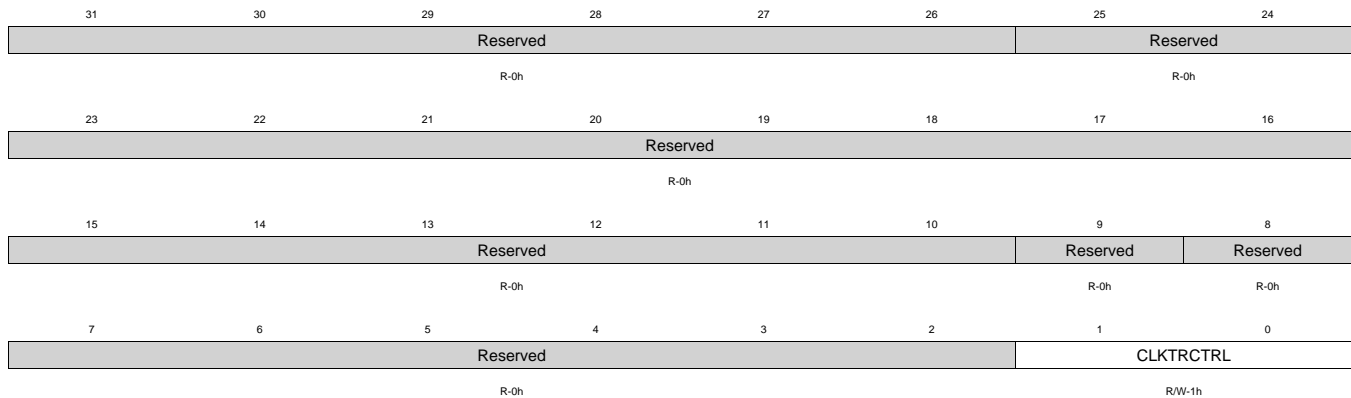 31 30 29 28 27 26 25 24
Reserved Reserved
R-0h R-0h
23 22 21 20 19 18 17 16
Reserved
R-0h
15 14 13 12 11 10 9 8
Reserved Reserved Reserved
R-0h R-0h R-0h
7 6 5 4 3 2 1 0
Reserved CLKTRCTRL
R-0h R/W-1h